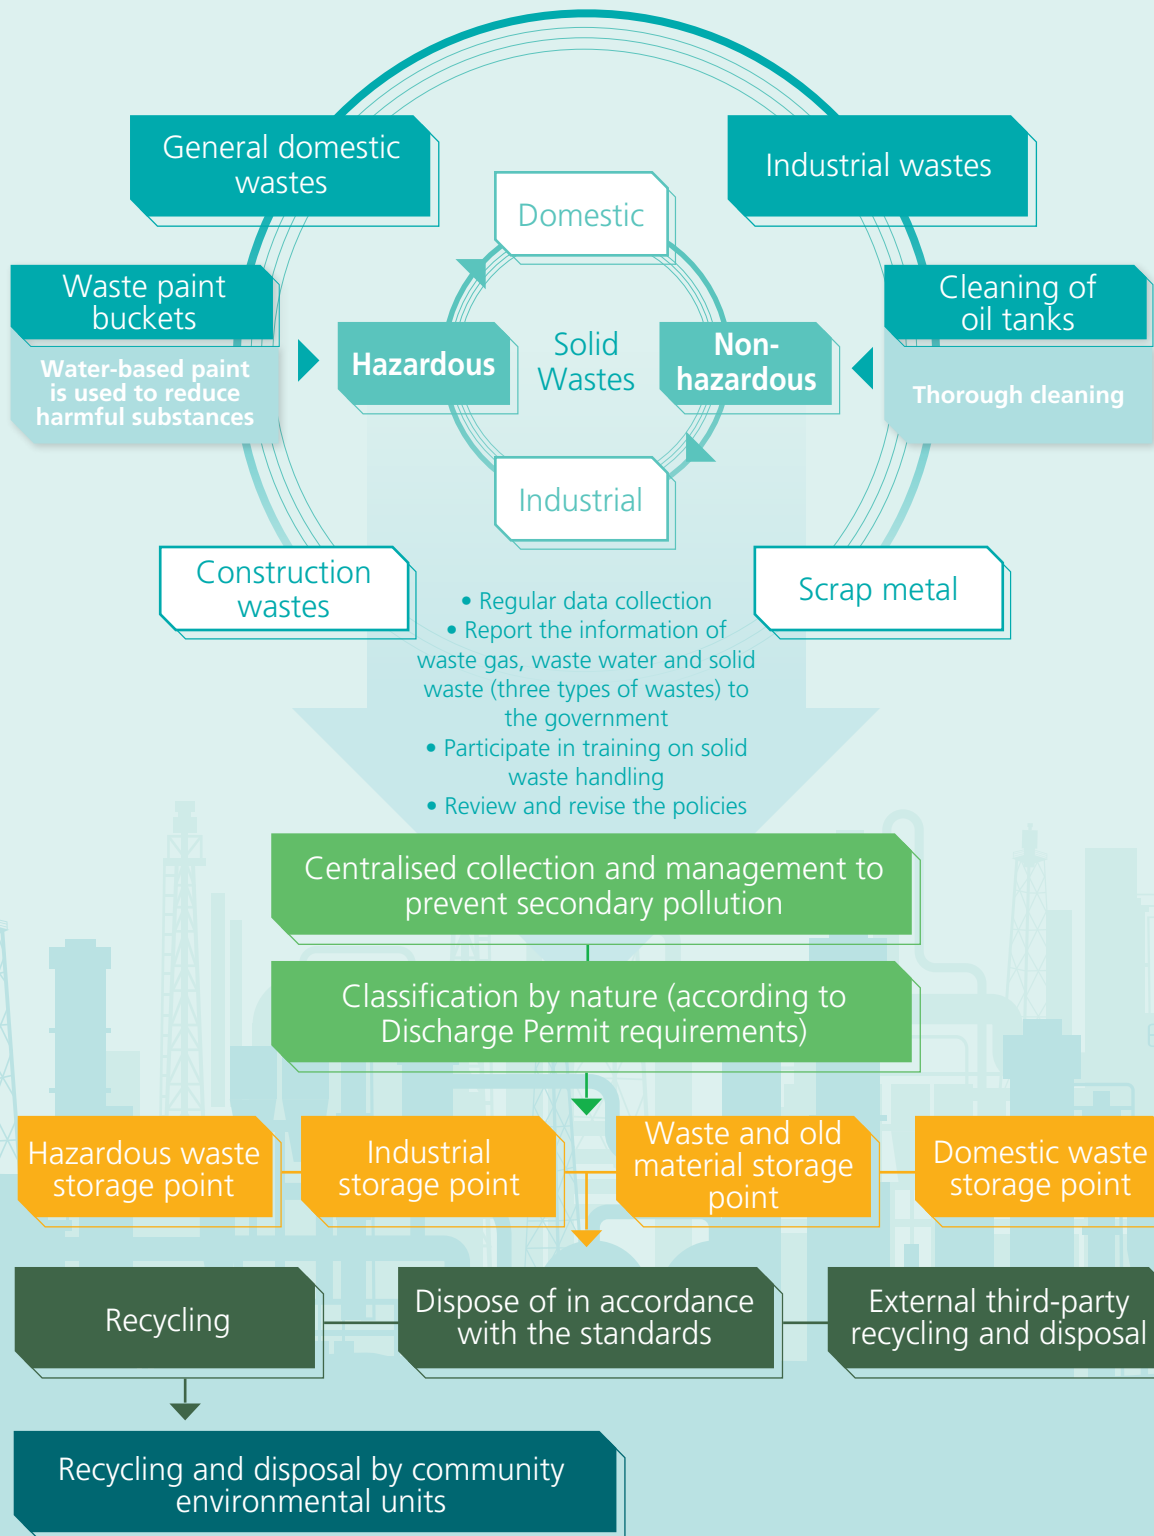 General domestic
wastes
Industrial wastes
Domestic
Waste paint
buckets
Water-based paint
is used to reduce
harmful substances
Hazardous
Solid
Wastes
Non-
hazardous
Cleaning of
oil tanks
Thorough cleaning
Industrial
Construction
wastes
Scrap metal
• Regular data collection
• Report the information of
waste gas, waste water and solid
waste (three types of wastes) to
the government
• Participate in training on solid
waste handling
• Review and revise the policies
Centralised collection and management to
prevent secondary pollution
Classification by nature (according to
Discharge Permit requirements)
Hazardous waste
storage point
Industrial
storage point
Waste and old
material storage
point
Domestic waste
storage point
Recycling
Dispose of in accordance
with the standards
External third-party
recycling and disposal
Recycling and disposal by community
environmental units